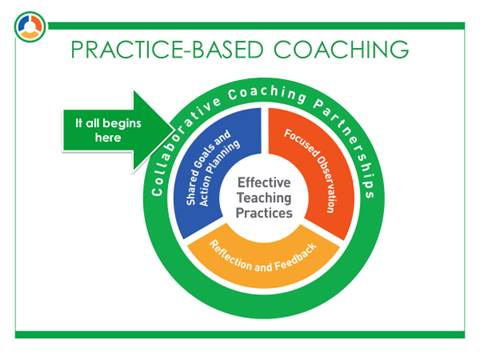 PRACTICE-BASED COACHING
It all begins
here
Collaborative Coaching Partnerships
Shared Goals and
Action Planning
Focused Observation
Effective
Teaching
Practices
Reflection and Feedback